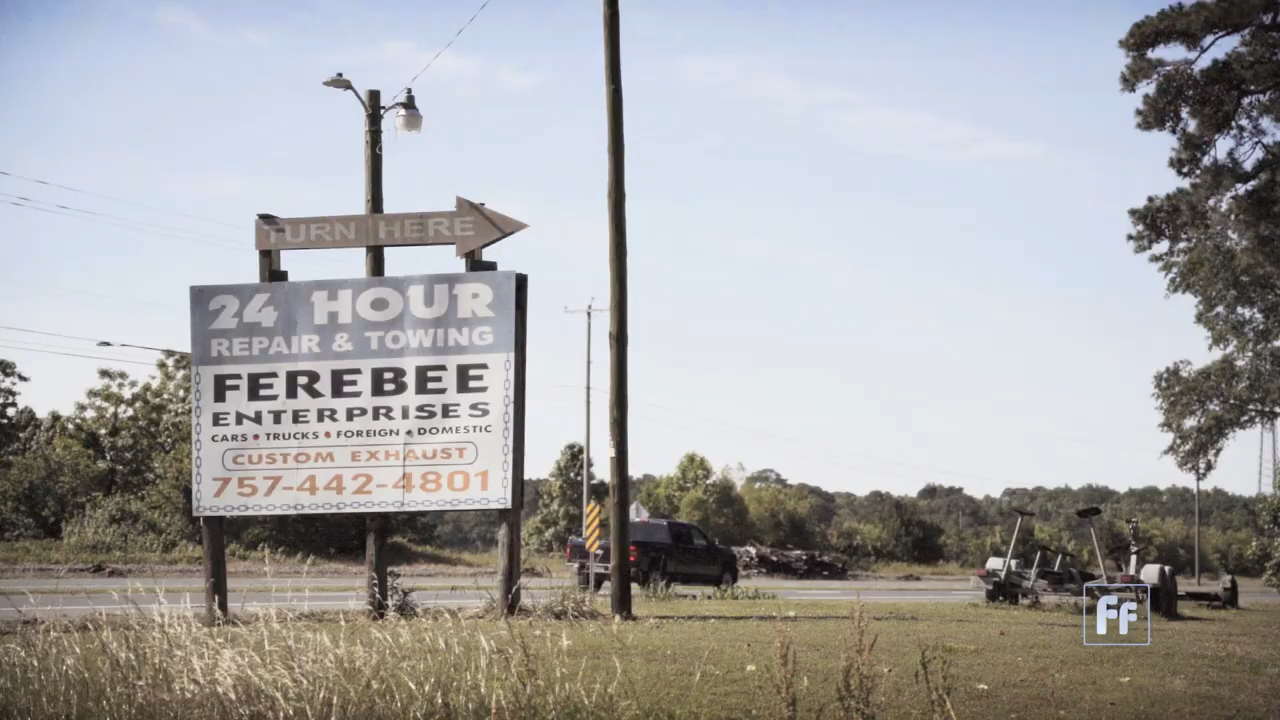 TURN HERE
24 HOUR
REPAIR & TOWING
FEREBEE
ENTERPRISES
CARS • TRUCKS • FOREIGN • DOMESTIC
CUSTOM EXHAUST
757-442-4801
FF